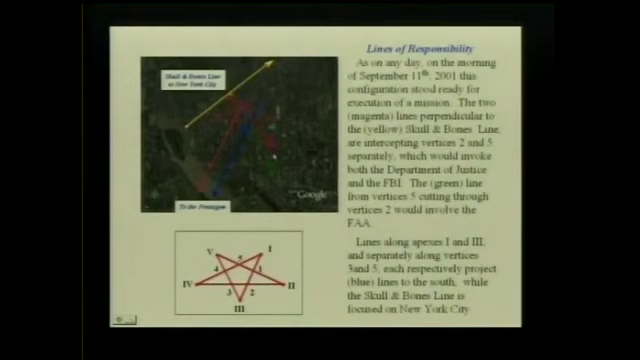 Lines of Responsibility
As on any day, on the morning
of September 11th, 2001 this
configuration stood ready for
execution of a mission. The two
(magenta) lines perpendicular to
the (yellow) Skull & Bones Line,
are intercepting vertices 2 and 5
separately, which would invoke
both the Department of Justice
and the FBI. The (green) line
from vertices 5 cutting through
vertices 2 would involve the
FAA
Lines along apexes I and III,
and separately along vertices
3and 5, each respectively project
(blue) lines to the south, while
the Skull & Bones Line is
focused on New York City
Skull & Bones Line
to New York City
To the Pentagon
Google
V
I
5
4
1
IV
II
3
2
III